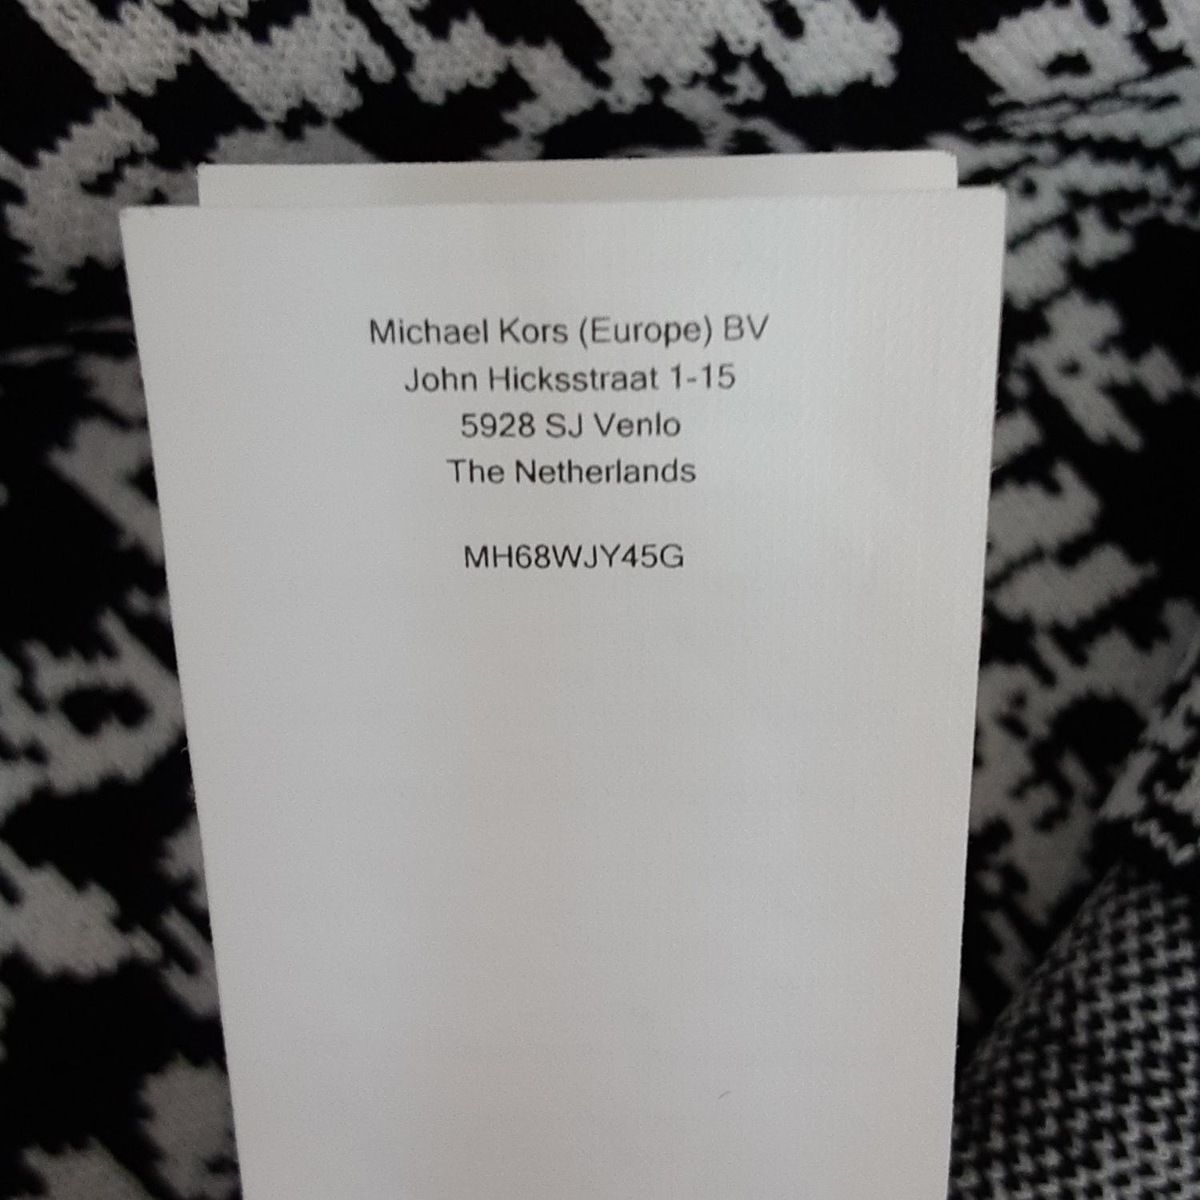 Michael Kors (Europe) BV
John Hicksstraat 1-15
5928 SJ Venlo
The Netherlands
MH68WJY45G